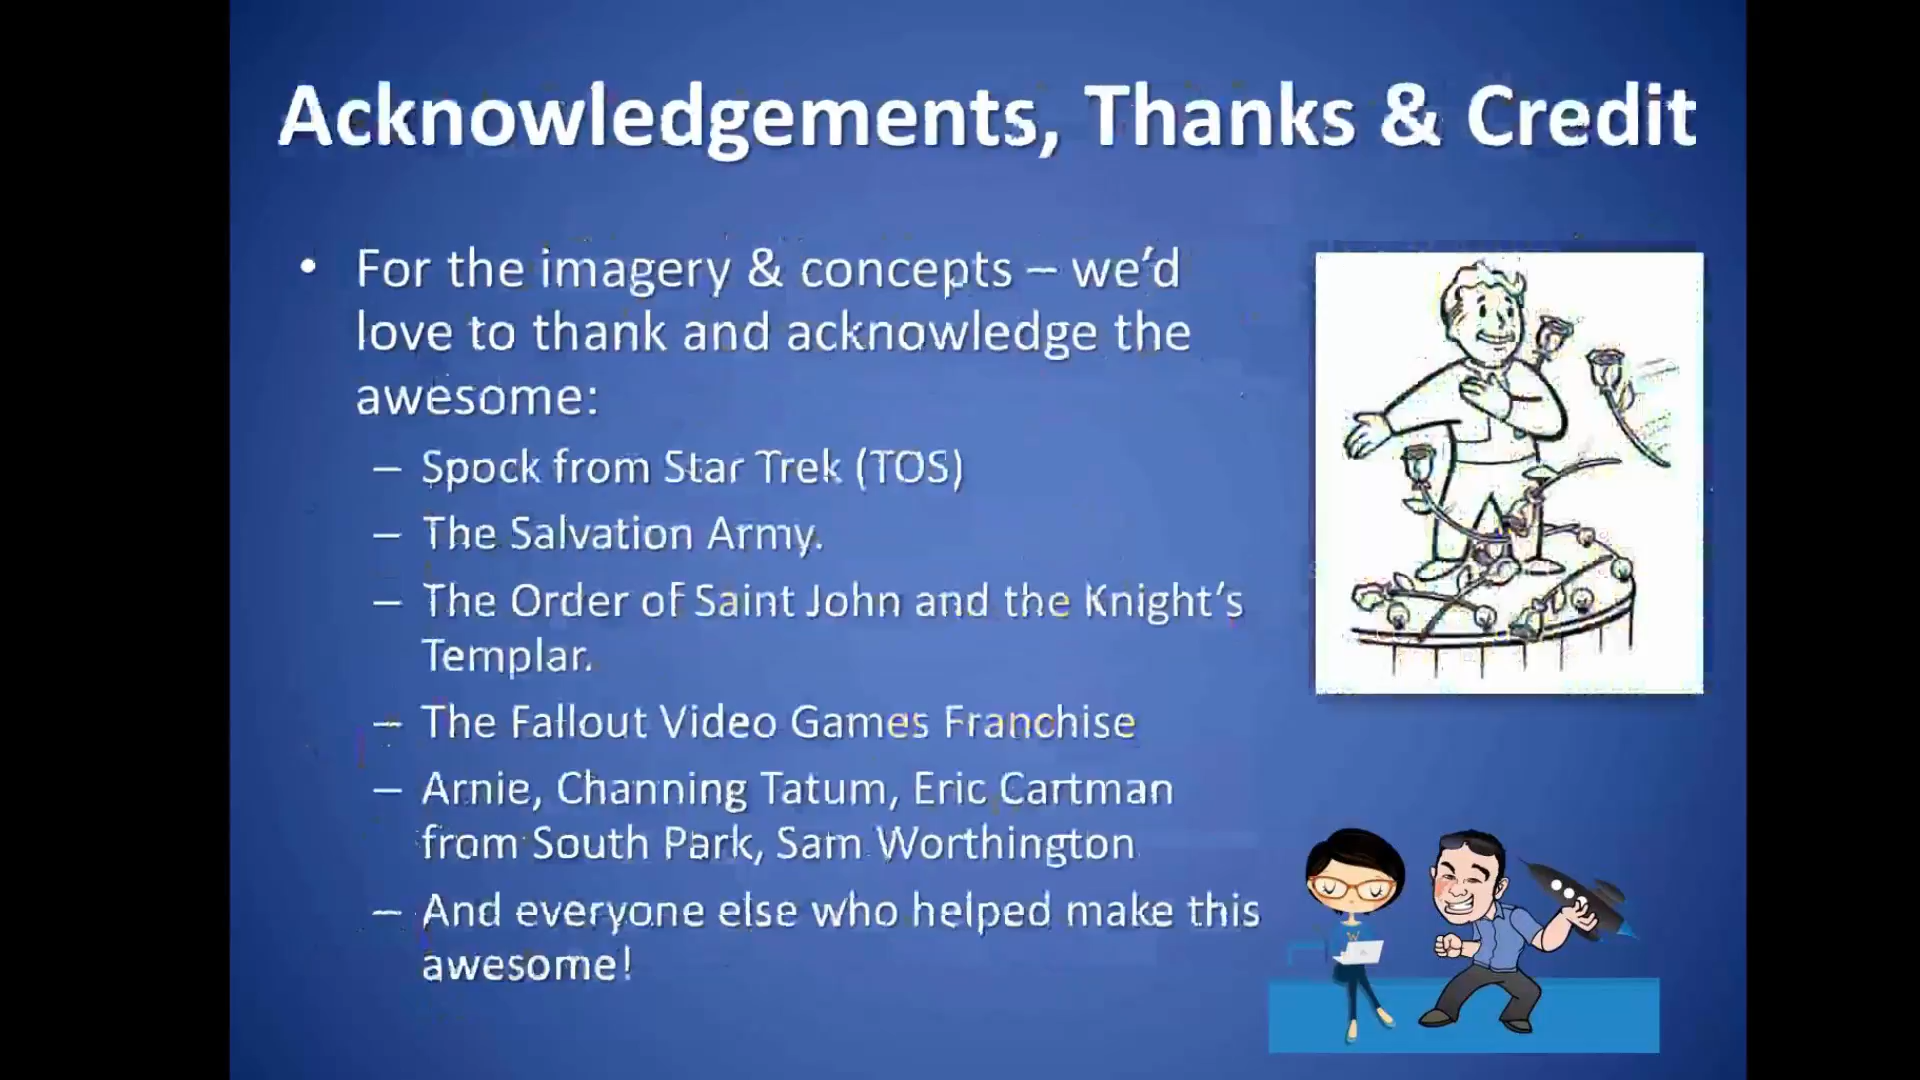 Acknowledgements, Thanks & Credit
• For the imagery & concepts – we'd
love to thank and acknowledge the
awesome:
– Spock from Star Trek (TOS)
– The Salvation Army.
– The Order of Saint John and the Knight's
Templar.
– The Fallout Video Games Franchise
– Arnie, Channing Tatum, Eric Cartman
from South Park, Sam Worthington
– And everyone else who helped make this
awesome!
W